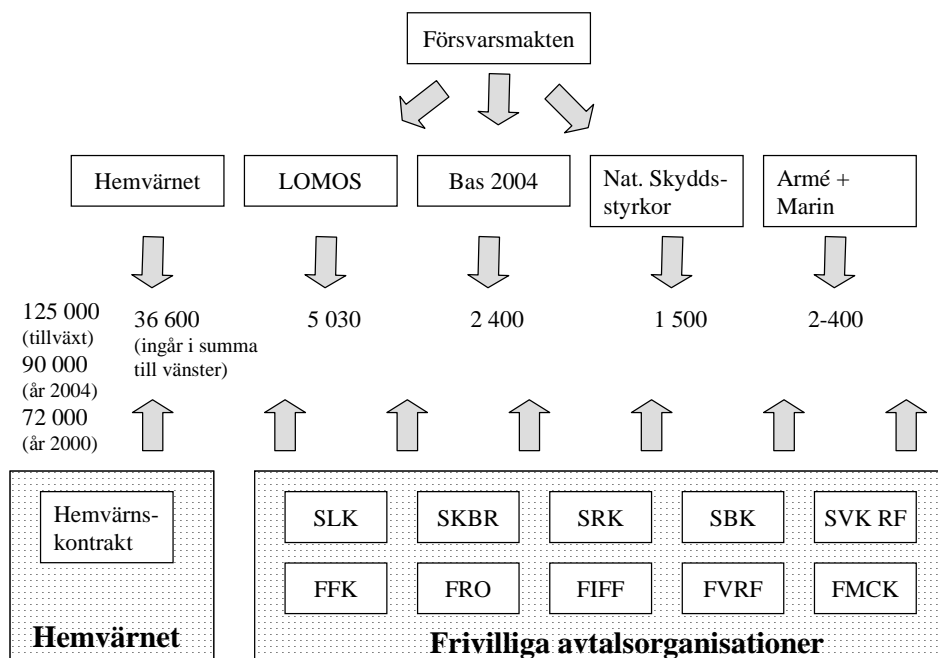 Försvarsmakten
Hemvärnet
LOMOS
Bas 2004
Nat. Skydds-
styrkor
Armé +
Marin
125 000
(tillväxt)
90 000
(år 2004)
72 000
(år 2000)
36 600
(ingår i summa
till vänster)
5 030
2 400
1 500
2-400
Hemvärns-
kontrakt
Hemvärnet
SLK
SKBR
SRK
SBK
SVK RF
FFK
FRO
FIFF
FVRF
FMCK
Frivilliga avtalsorganisationer